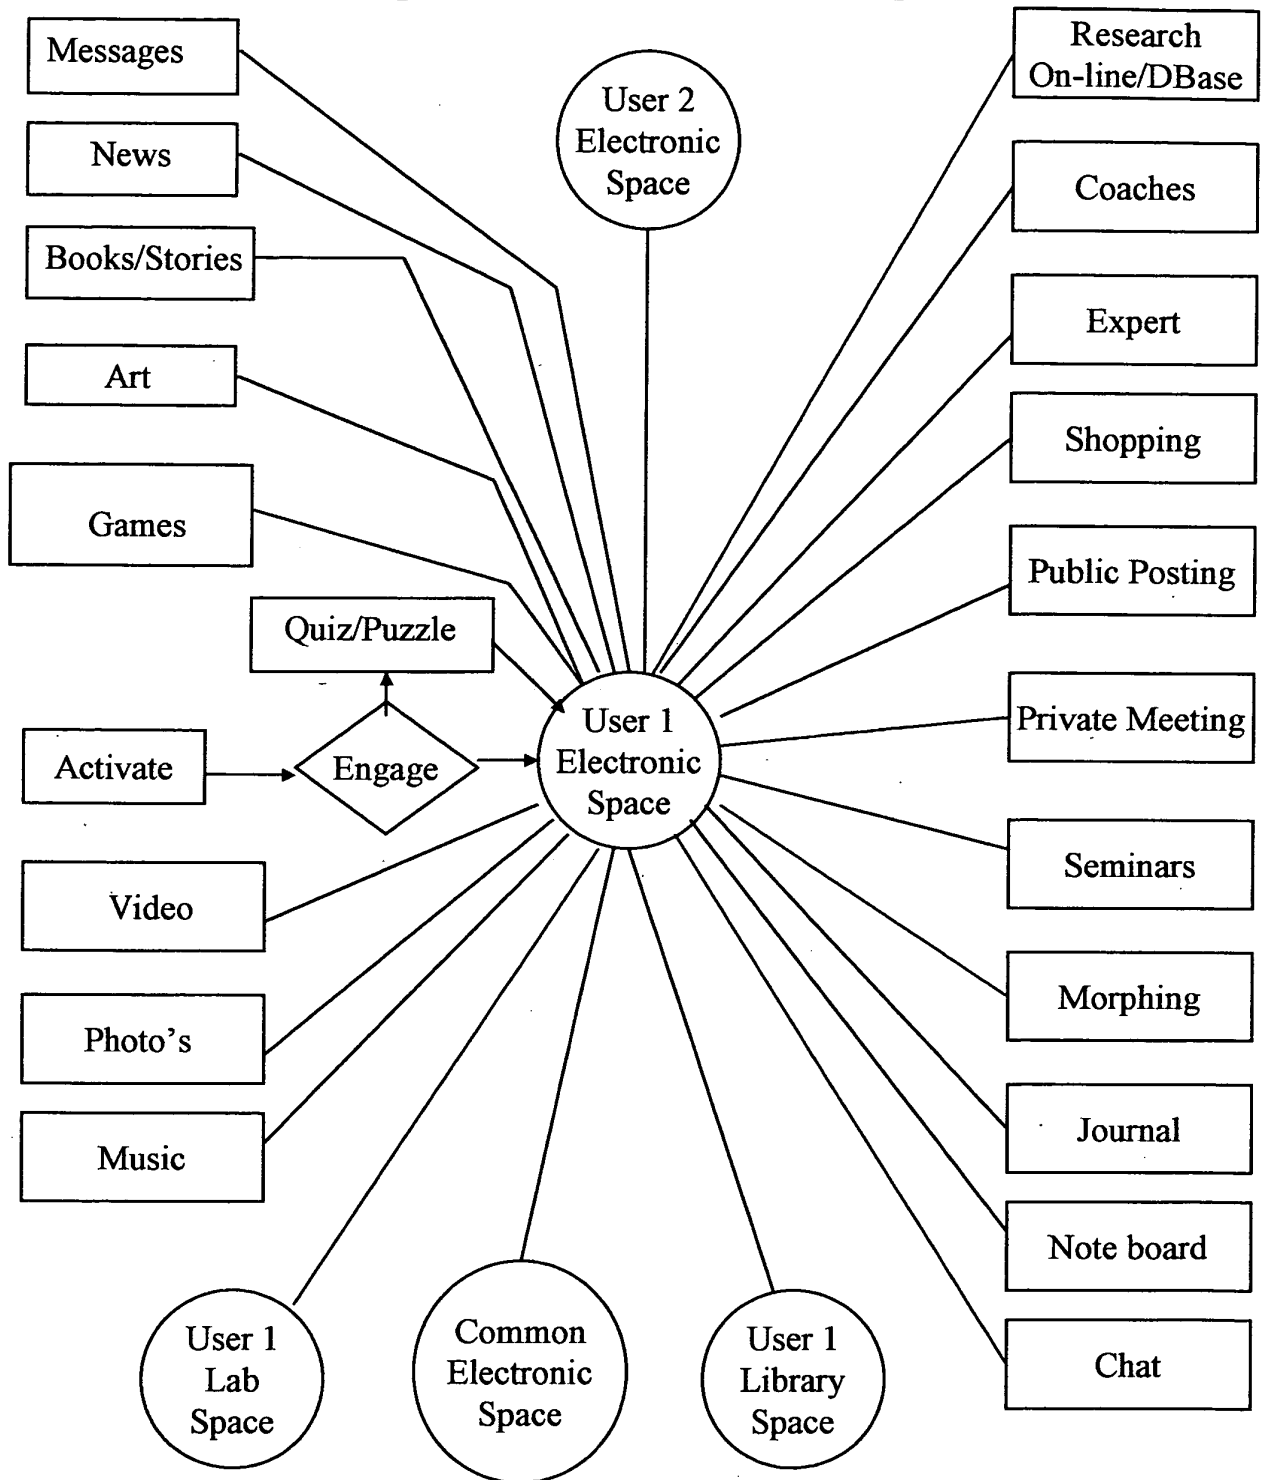 Messages
News
Books/Stories
Art
Games
Quiz/Puzzle
Activate
Engage
Video
Photo's
Music
User 2
Electronic
Space
User 1
Electronic
Space
User 1
Lab
Space
Common
Electronic
Space
User 1
Library
Space
Research
On-line/DBase
Coaches
Expert
Shopping
Public Posting
Private Meeting
Seminars
Morphing
Journal
Note board
Chat